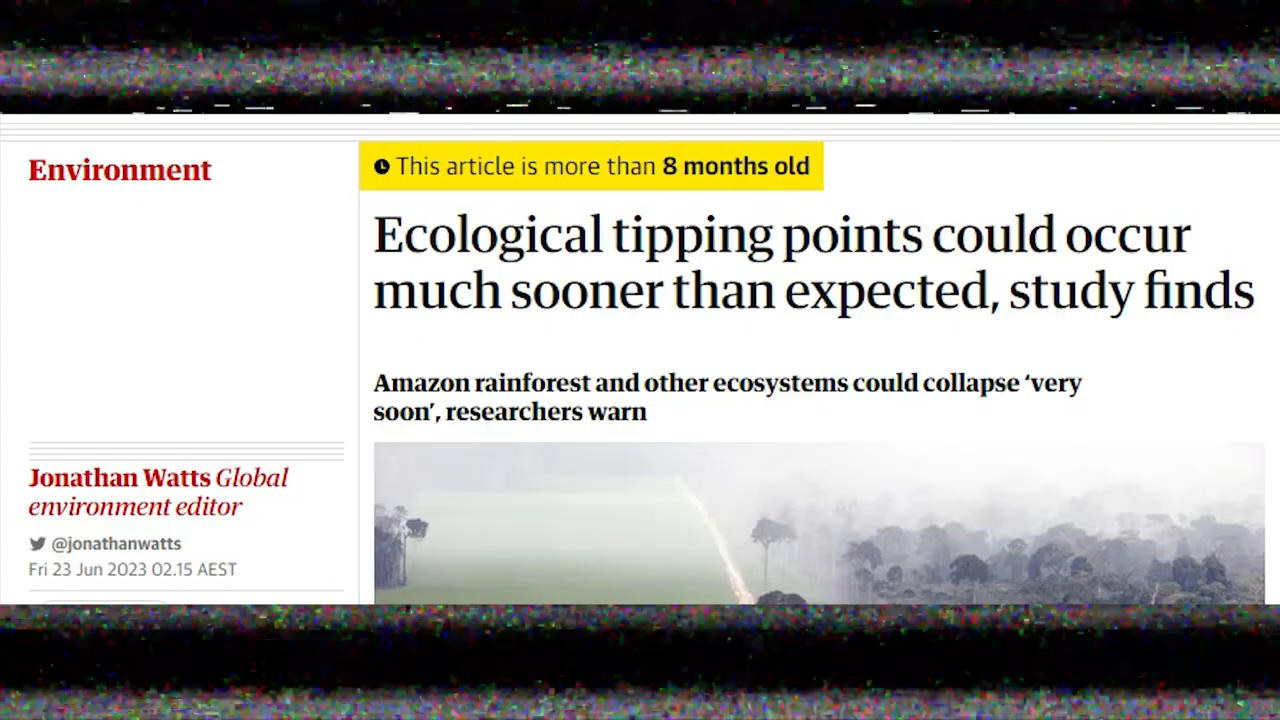 Environment
This article is more than 8 months old
Ecological tipping points could occur
much sooner than expected, study finds
Amazon rainforest and other ecosystems could collapse ‘very
soon’, researchers warn
Jonathan Watts Global
environment editor
@jonathanwatts
Fri 23 Jun 2023 02.15 AEST